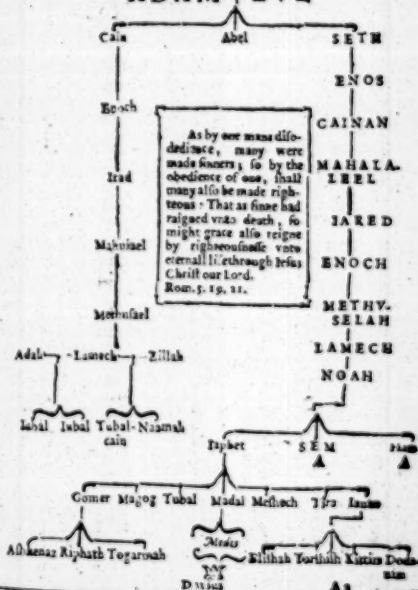 ADAM EVE
Cain Abel SETH
ENOS
Enoch
CAINAN
As by one mans diso-
bedience, many were
made sinners; so by the
obedience of one, shall
many also be made righ-
teous: That as sinne had
raigned vnto death, so
might grace also reigne
by righteousnesse vnto
eternall life through Iesus
Christ our Lord.
Rom. 5. 19, 21.
Irad
MAHALA-
LEEL
IARED
Mahuiael
ENOCH
Methusael
METHV-
SELAH
Adah Lamech Zillah
LAMECH
NOAH
Iabal Iubal Tubal-Naamah
cain
Iaphet SEM Ham
Gomer Magog Tubal Madai Meshech Tiras Iauan
Ashkenaz Riphath Togarmah
Medes
Elishah Tarshish Kittim Doda-
nim